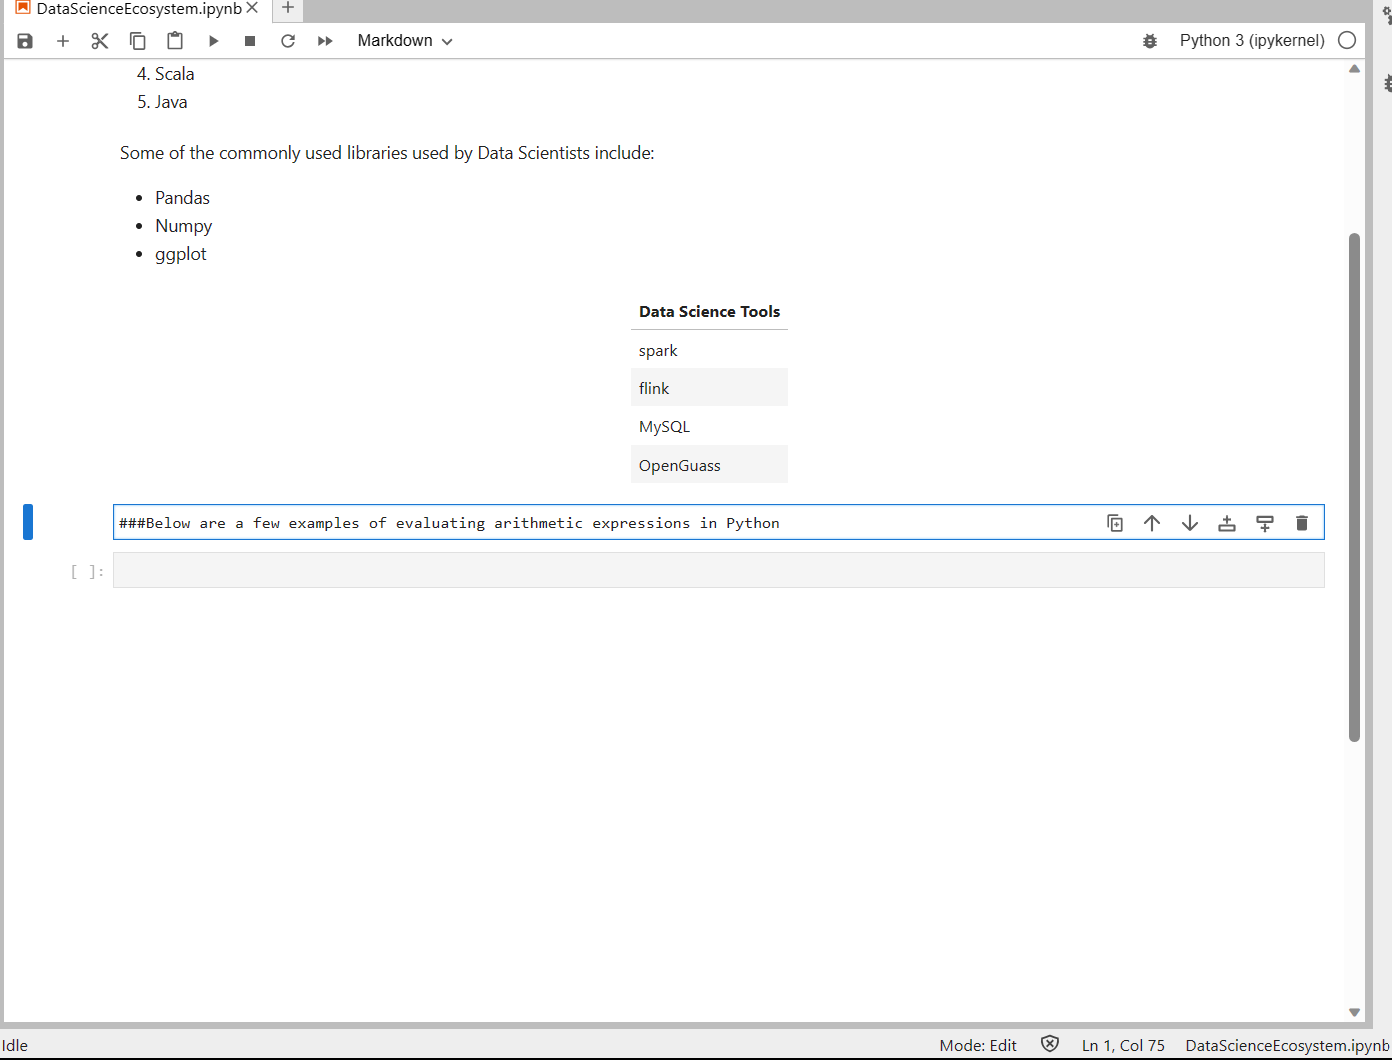 DataScienceEcosystem.ipynb
Markdown
Python 3 (ipykernel)
4. Scala
5. Java
Some of the commonly used libraries used by Data Scientists include:
• Pandas
• Numpy
• ggplot
Data Science Tools
spark
flink
MySQL
OpenGuass
###Below are a few examples of evaluating arithmetic expressions in Python
[ ]:
Idle
Mode: Edit
Ln 1, Col 75
DataScienceEcosystem.ipynb